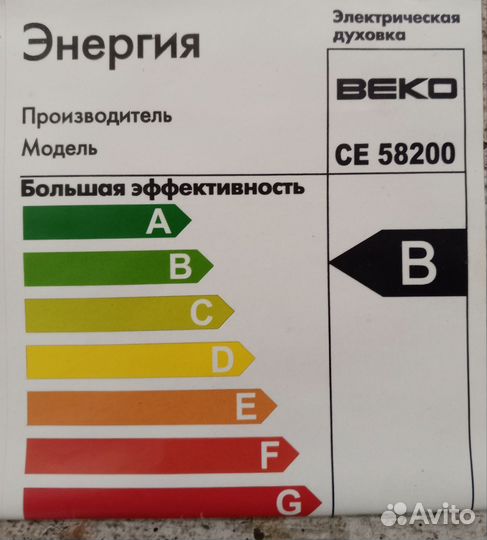 Энергия
Электрическая
духовка
Производитель
BEKO
Модель
CE 58200
Большая эффективность
A
B
B
C
D
E
F
G
Avito